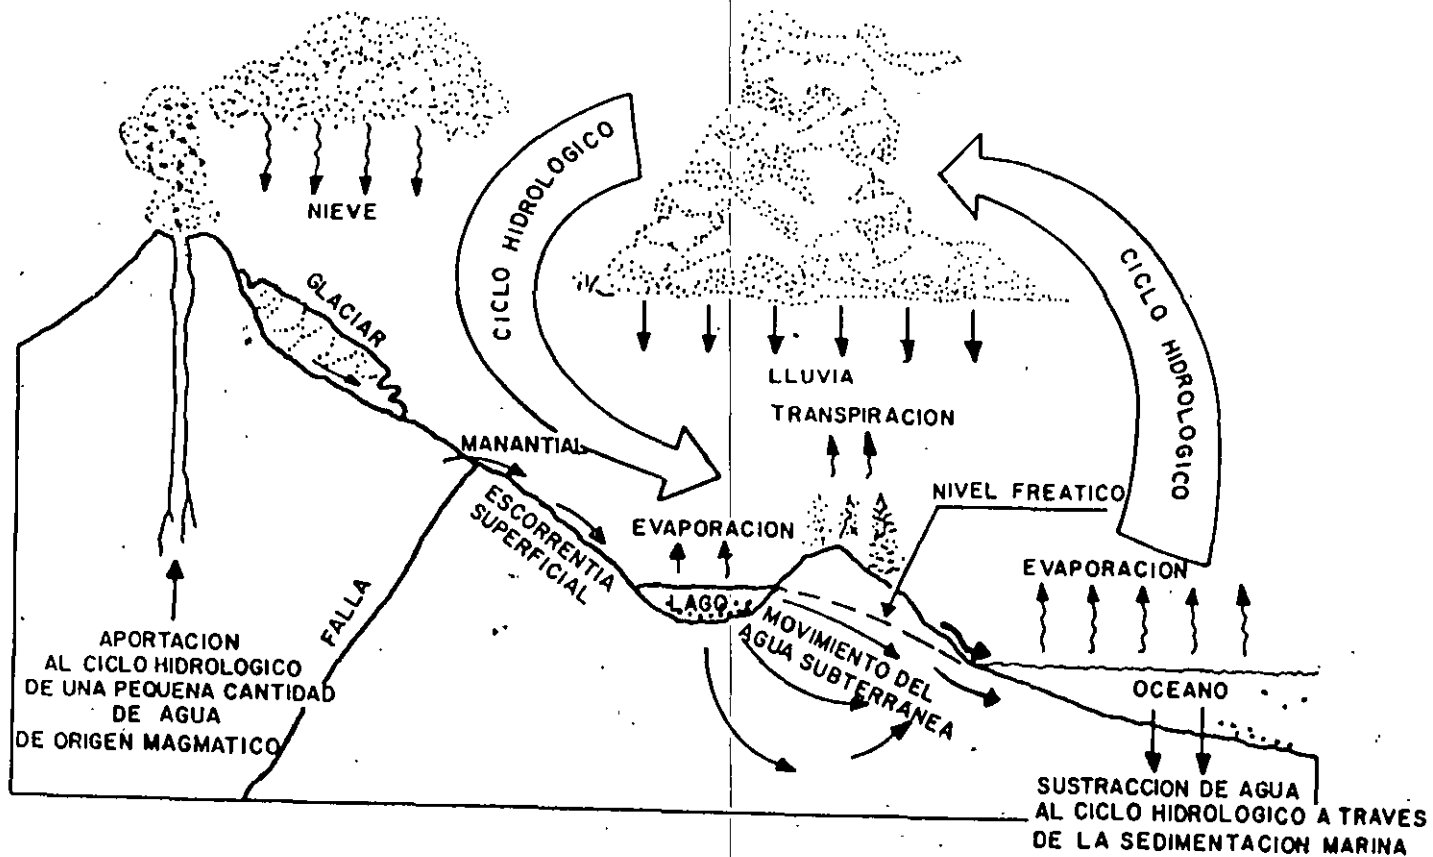 NIEVE
GLACIAR
CICLO HIDROLOGICO
CICLO HIDROLOGICO
LLUVIA
TRANSPIRACION
MANANTIAL
ESCORRENTIA
SUPERFICIAL
EVAPORACION
NIVEL FREATICO
EVAPORACION
LAGO
FALLA
MOVIMIENTO DEL
AGUA SUBTERRANEA
OCEANO
APORTACION
AL CICLO HIDROLOGICO
DE UNA PEQUENA CANTIDAD
DE AGUA
DE ORIGEN MAGMATICO
SUSTRACCION DE AGUA
AL CICLO HIDROLOGICO A TRAVES
DE LA SEDIMENTACION MARINA